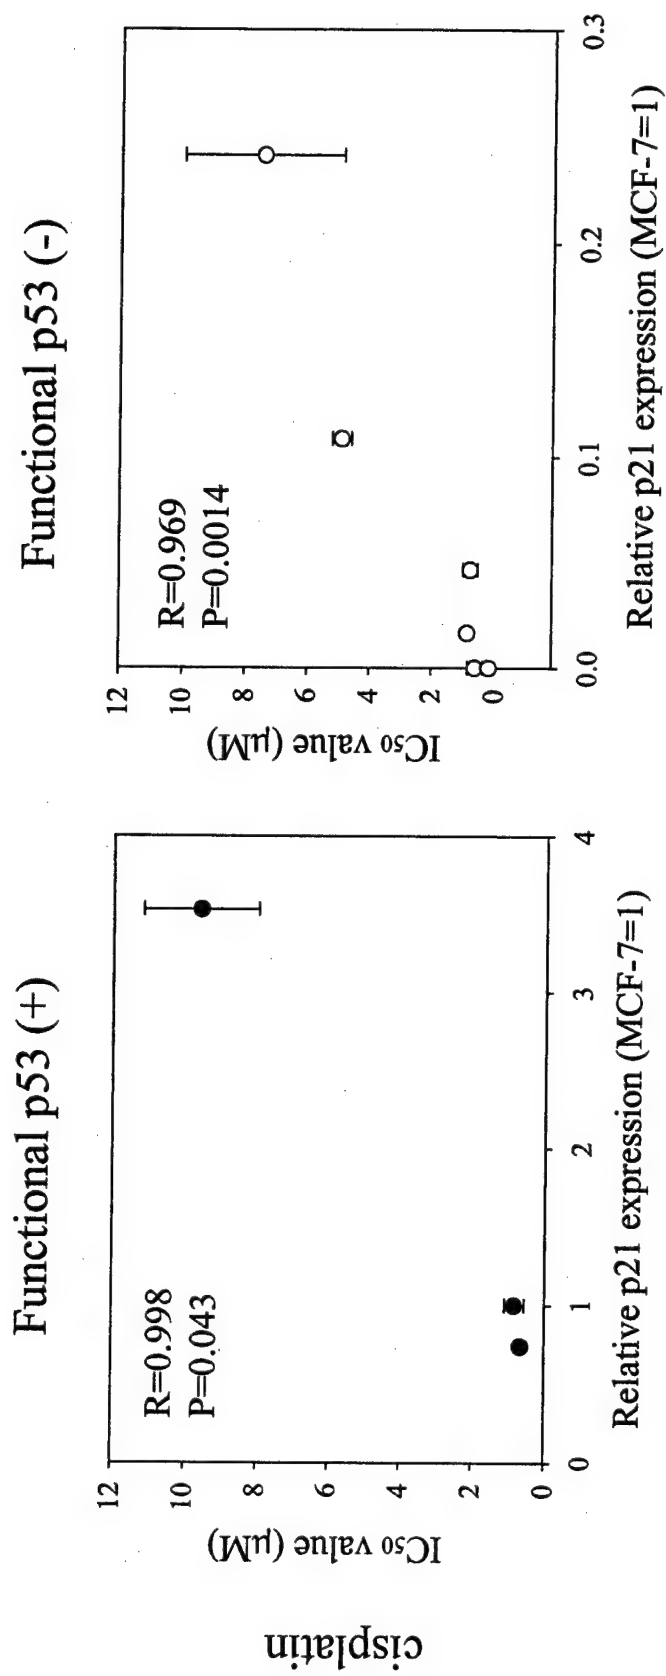 cisplatin
Functional p53 (+)
R=0.998
P=0.043
IC50 value (µM)
12
10
8
6
4
2
0
0
1
2
3
4
Relative p21 expression (MCF-7=1)
Functional p53 (-)
R=0.969
P=0.0014
IC50 value (µM)
12
10
8
6
4
2
0
0.0
0.1
0.2
0.3
Relative p21 expression (MCF-7=1)